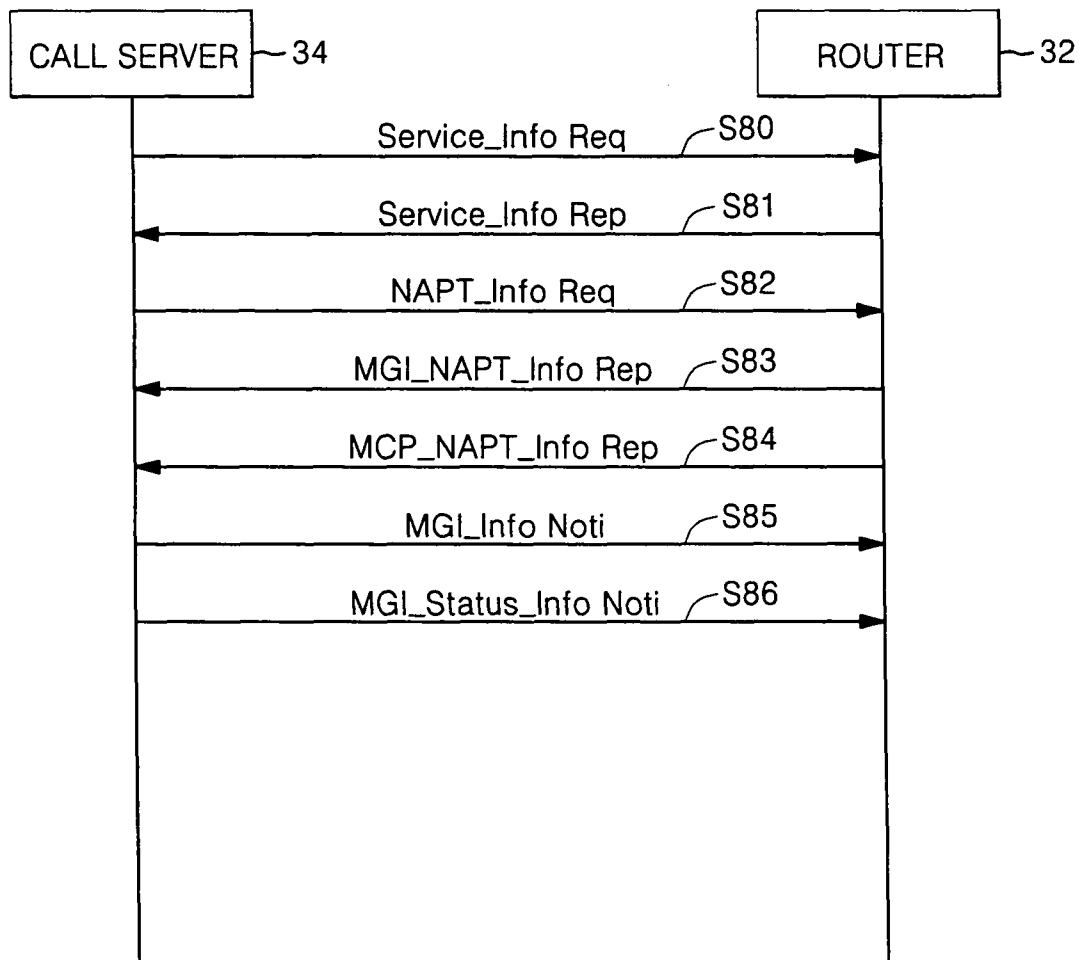 CALL SERVER
34
ROUTER
32
Service_Info Req
S80
Service_Info Rep
S81
NAPT_Info Req
S82
MGI_NAPT_Info Rep
S83
MCP_NAPT_Info Rep
S84
MGI_Info Noti
S85
MGI_Status_Info Noti
S86